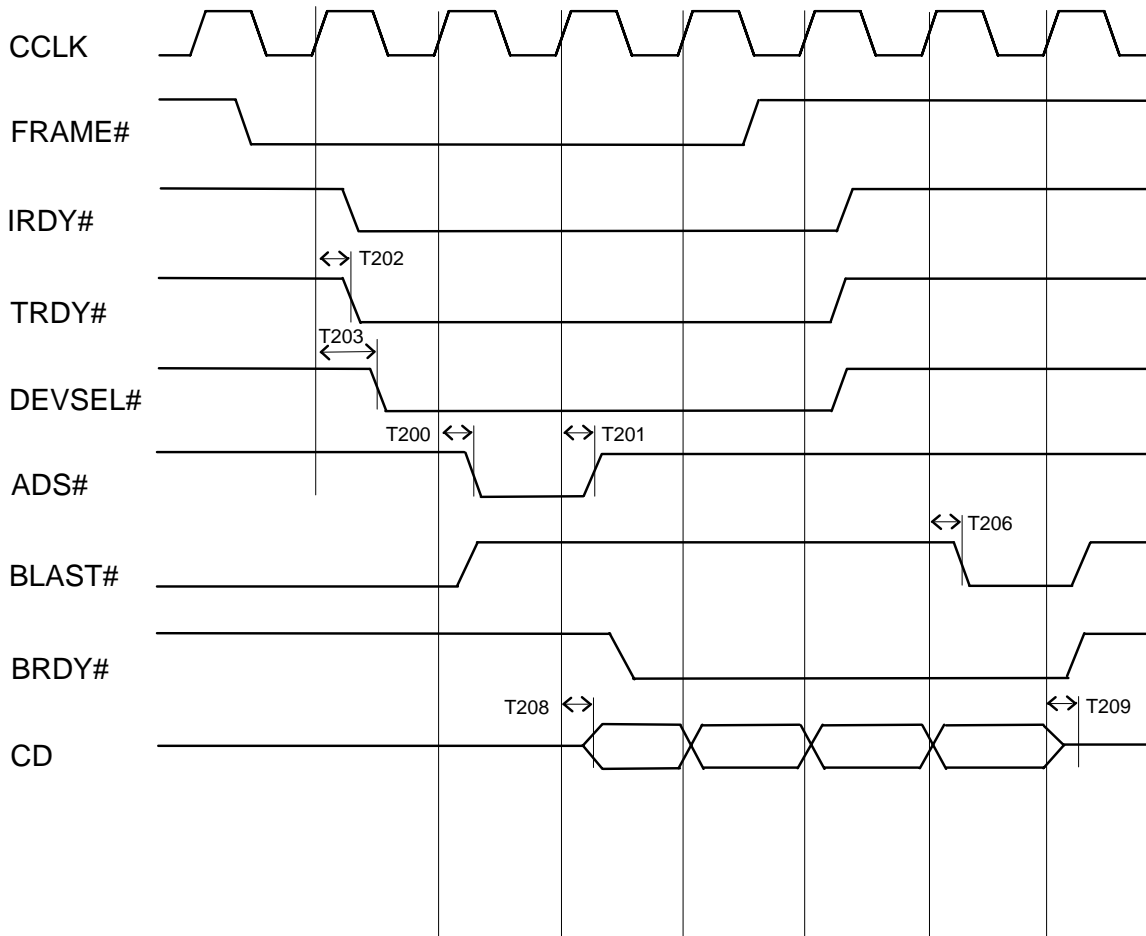 CCLK
FRAME#
IRDY#
T202
TRDY#
T203
DEVSEL#
T200
T201
ADS#
T206
BLAST#
BRDY#
T208
T209
CD